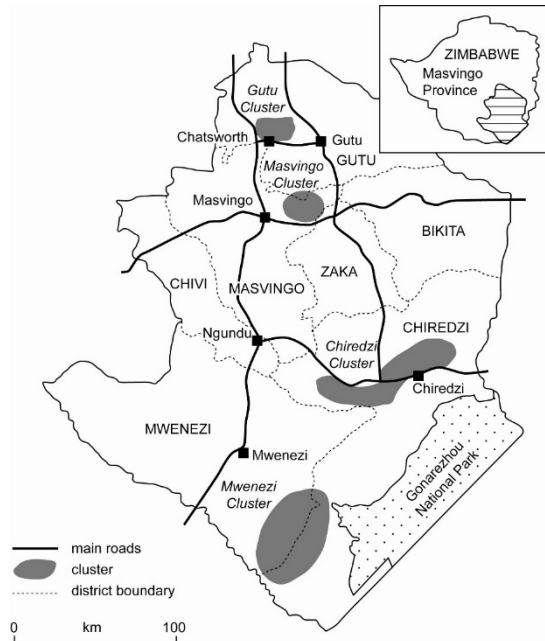 ZIMBABWE
Masvingo
Province
Gutu
Cluster
Chatsworth
Gutu
GUTU
Masvingo
Cluster
Masvingo
BIKITA
CHIVI
MASVINGO
ZAKA
Ngundu
Chiredzi
Cluster
CHIREDZI
Chiredzi
MWENEZI
Mwenezi
Mwenezi
Cluster
Gonarezhou
National Park
main roads
cluster
district boundary
0 km 100